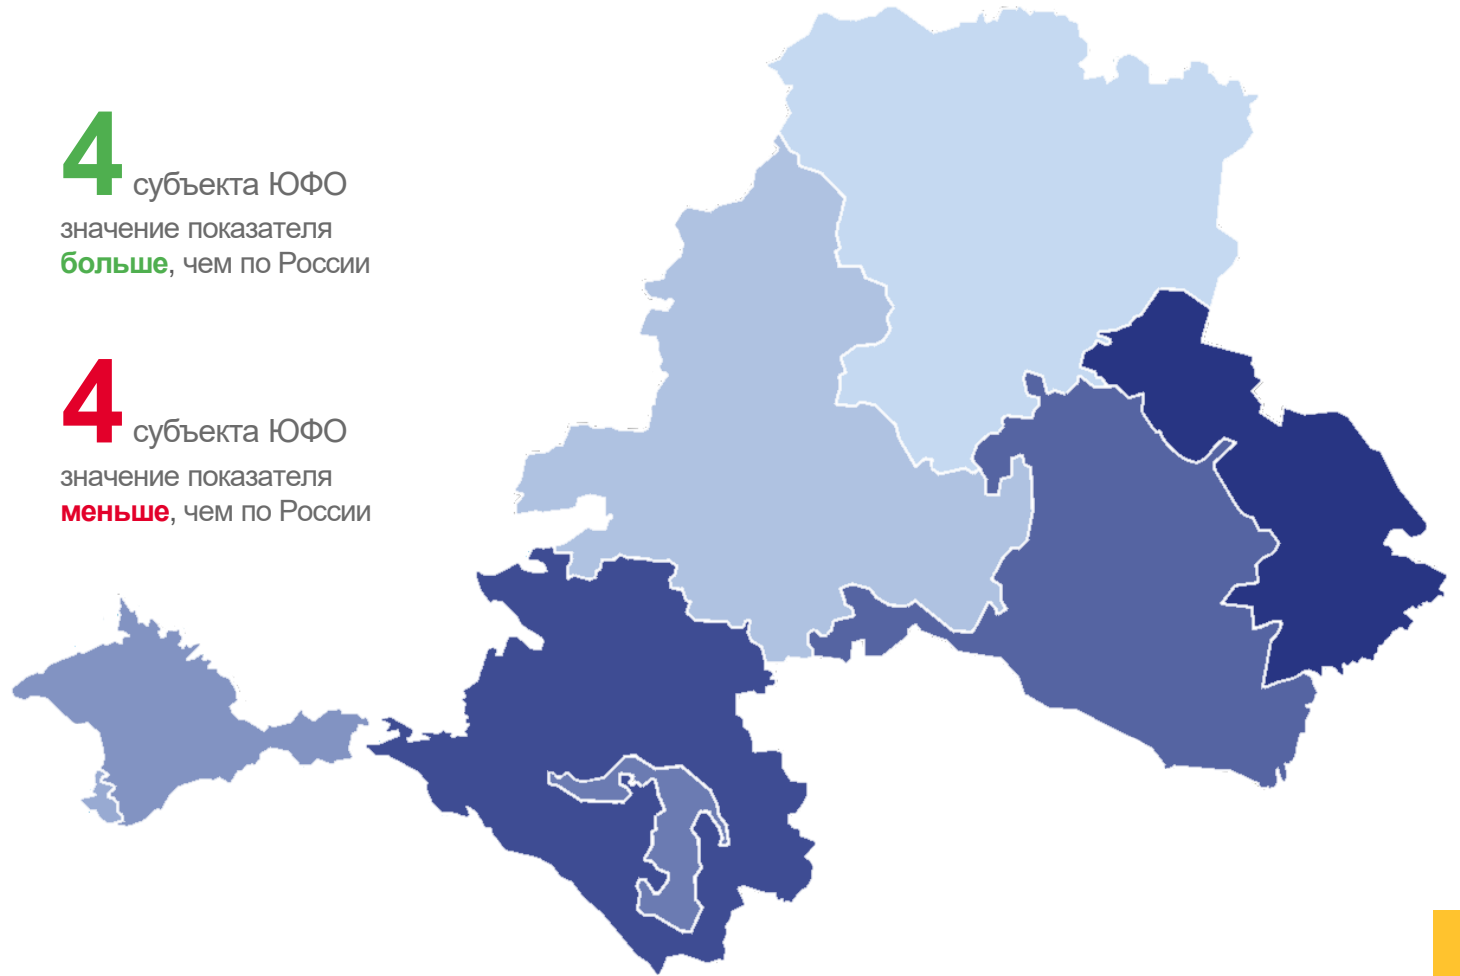 4 субъекта ЮФО
значение показателя
больше, чем по России
4 субъекта ЮФО
значение показателя
меньше, чем по России